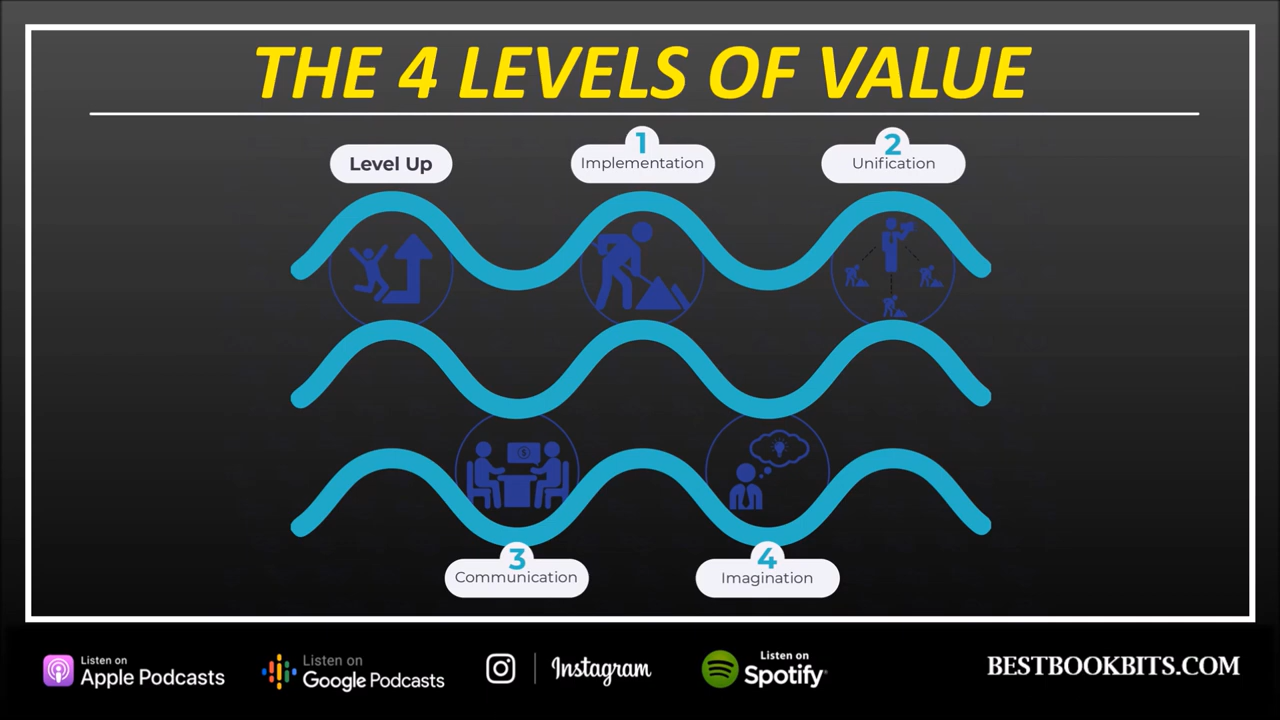 THE 4 LEVELS OF VALUE
Level Up
1
Implementation
2
Unification
$
3
Communication
4
Imagination
Listen on
Apple Podcasts
Listen on
Google Podcasts
Instagram
Listen on
Spotify
BESTBOOKBITS.COM